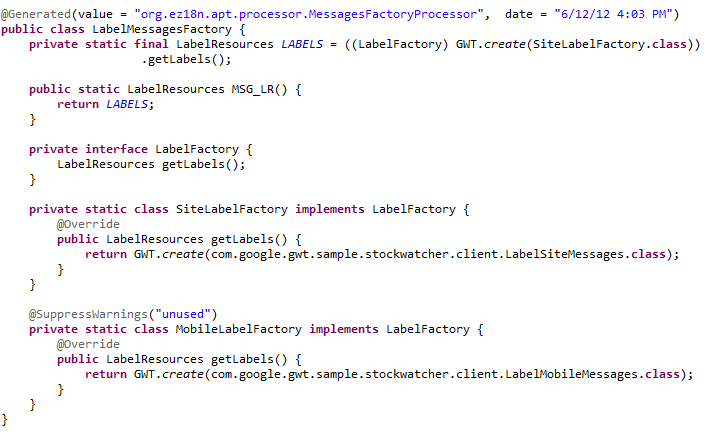 @Generated(value = "org.ez18n.apt.processor.MessagesFactoryProcessor",  date = "6/12/12 4:03 PM")
public class LabelMessagesFactory {
    private static final LabelResources LABELS = ((LabelFactory) GWT.create(SiteLabelFactory.class))
                    .getLabels();

    public static LabelResources MSG_LR() {
        return LABELS;
    }

    private interface LabelFactory {
        LabelResources getLabels();
    }

    private static class SiteLabelFactory implements LabelFactory {
        @Override
        public LabelResources getLabels() {
            return GWT.create(com.google.gwt.sample.stockwatcher.client.LabelSiteMessages.class);
        }
    }

    @SuppressWarnings("unused")
    private static class MobileLabelFactory implements LabelFactory {
        @Override
        public LabelResources getLabels() {
            return GWT.create(com.google.gwt.sample.stockwatcher.client.LabelMobileMessages.class);
        }
    }
}